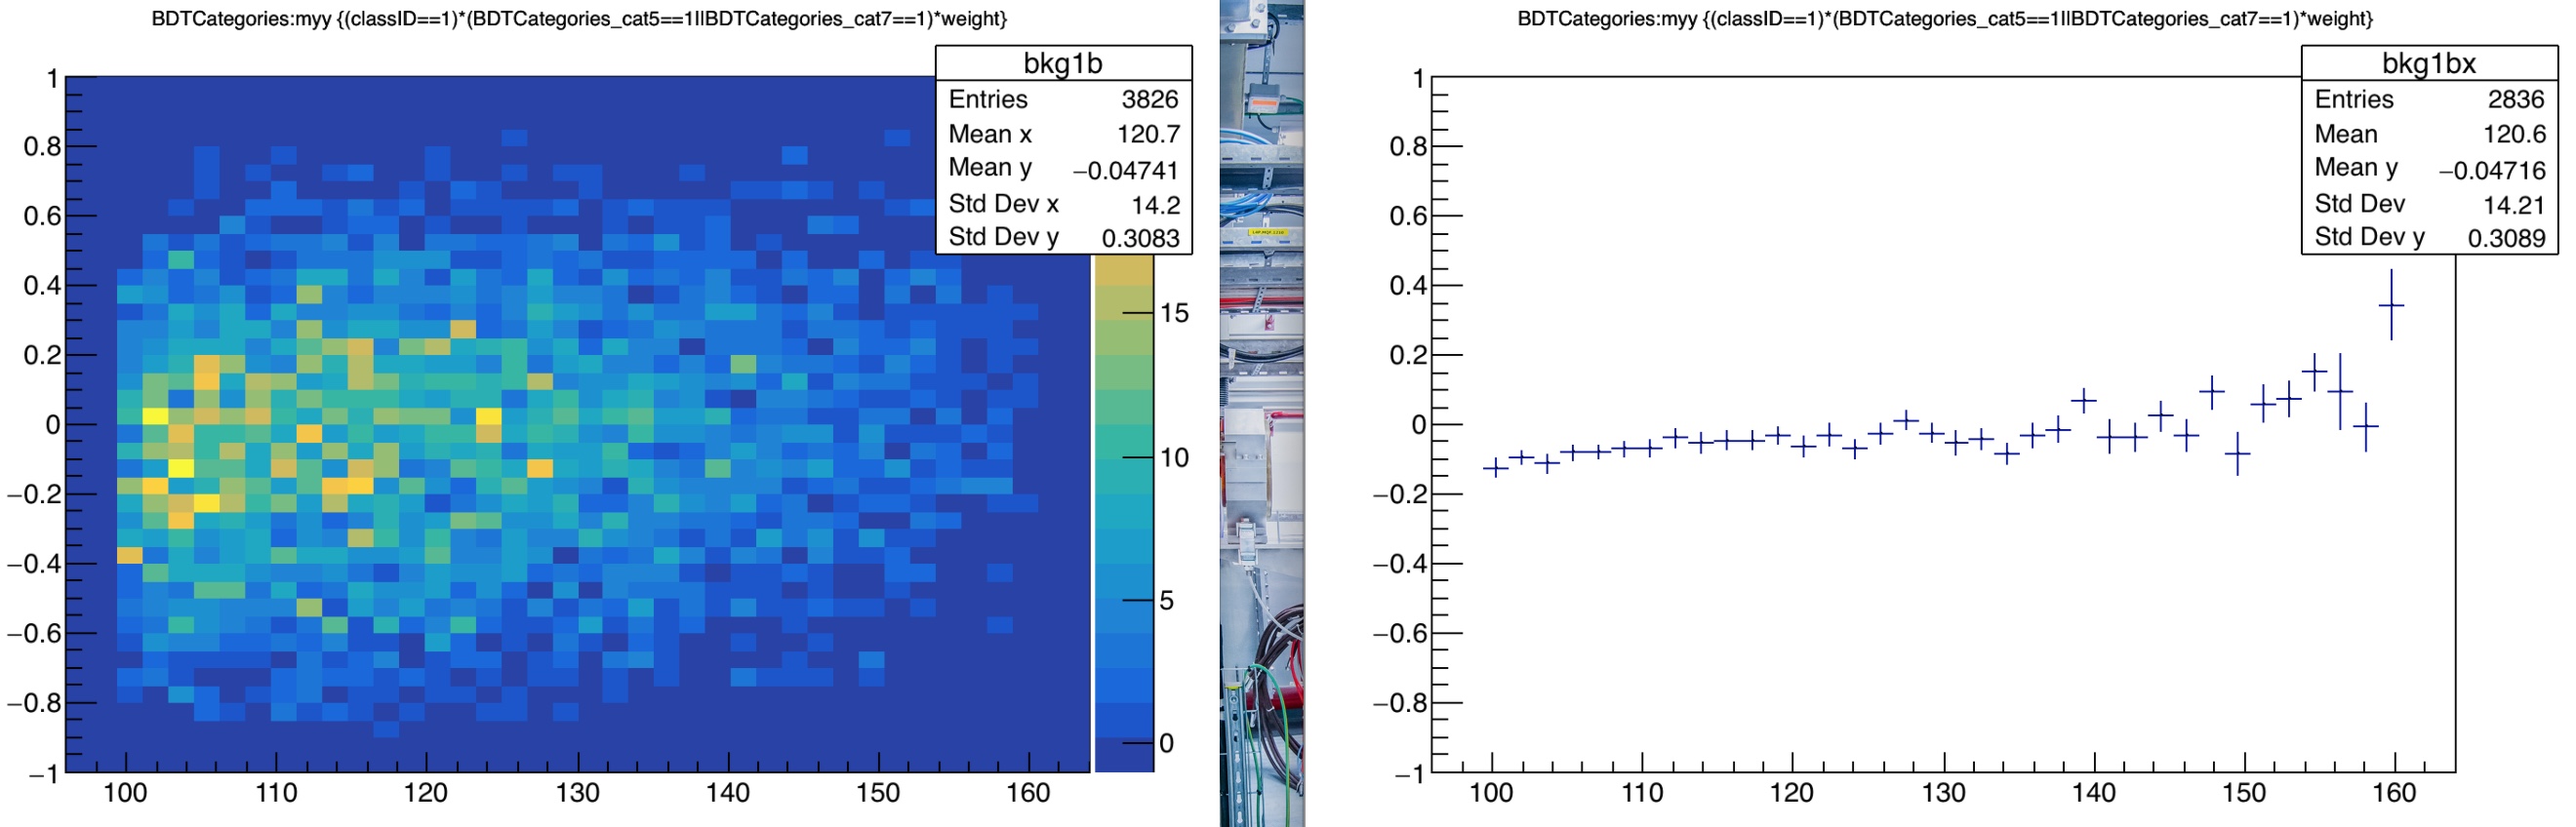 BDTCategories:myy {(classID==1)*(BDTCategories_cat5==1||BDTCategories_cat7==1)*weight}
bkg1b
Entries 3826
Mean x 120.7
Mean y −0.04741
Std Dev x 14.2
Std Dev y 0.3083
1
0.8
0.6
0.4
0.2
0
−0.2
−0.4
−0.6
−0.8
−1
100 110 120 130 140 150 160
15
10
5
0
BDTCategories:myy {(classID==1)*(BDTCategories_cat5==1||BDTCategories_cat7==1)*weight}
bkg1bx
Entries 2836
Mean 120.6
Mean y −0.04716
Std Dev 14.21
Std Dev y 0.3089
1
0.8
0.6
0.4
0.2
0
−0.2
−0.4
−0.6
−0.8
−1
100 110 120 130 140 150 160